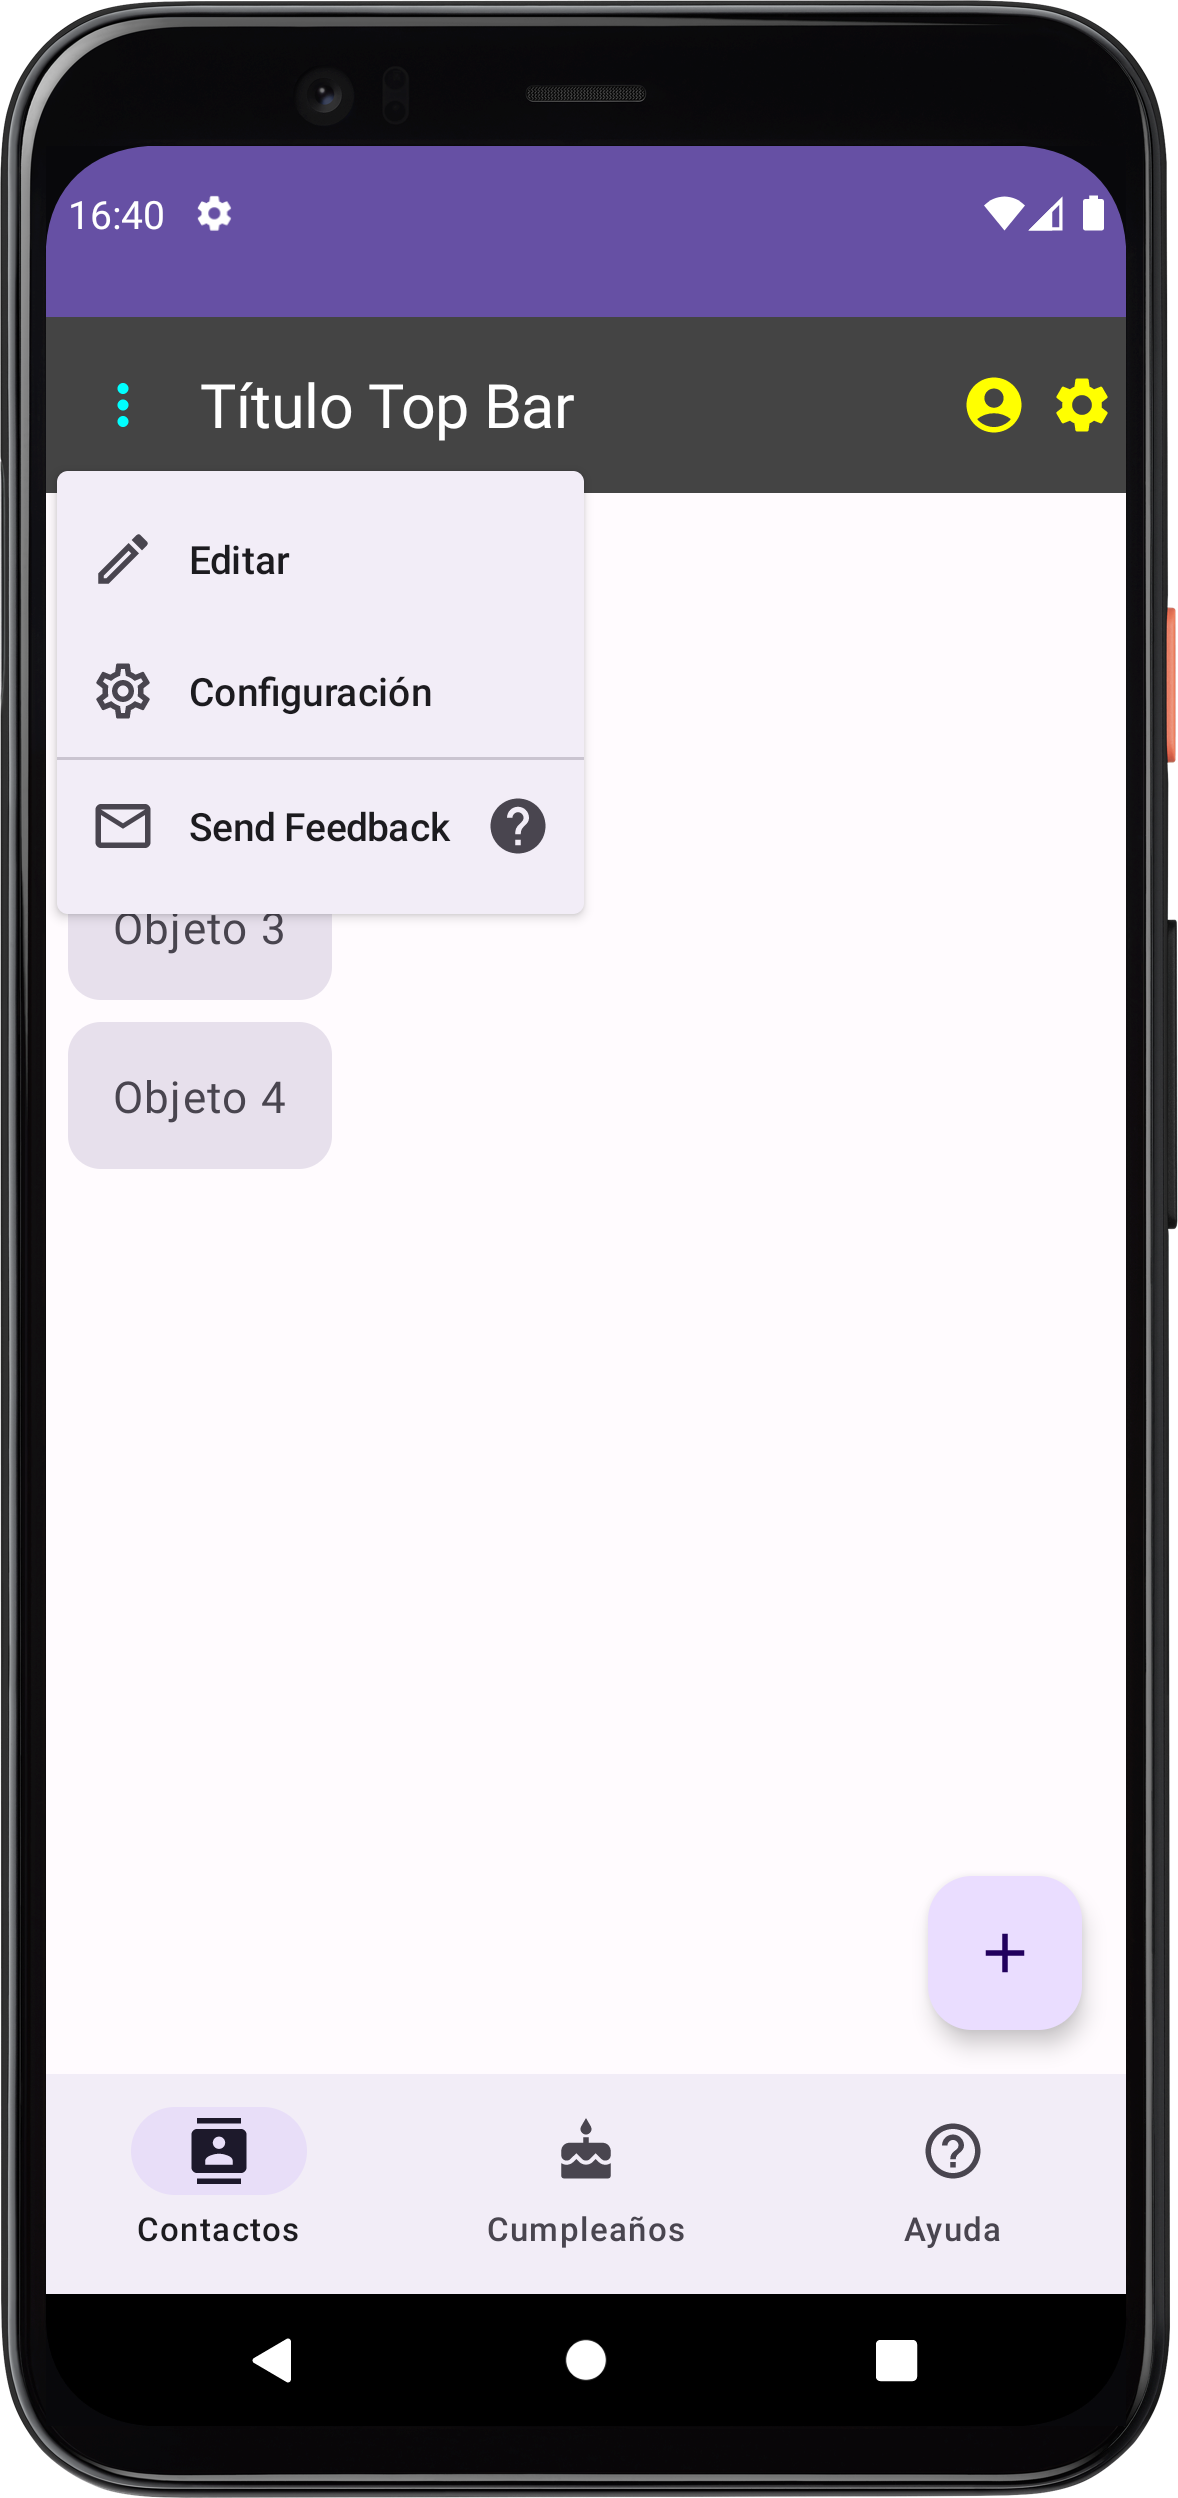 16:40
Título Top Bar
Editar
Configuración
Send Feedback
Objeto 3
Objeto 4
Contactos
Cumpleaños
Ayuda